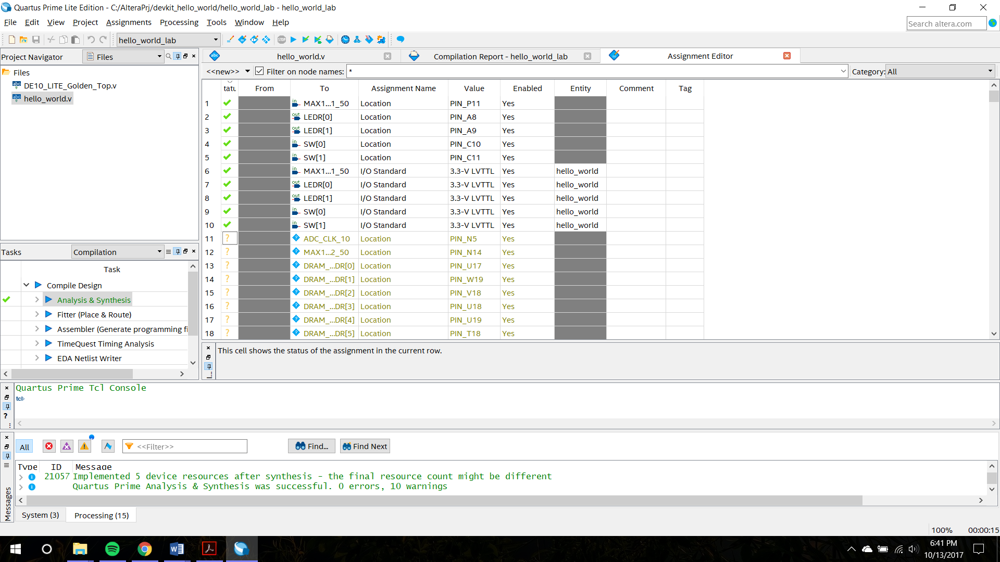 Quartus Prime Lite Edition - C:/AlteraPrj/devkit_hello_world/hello_world_lab - hello_world_lab
File Edit View Project Assignments Processing Tools Window Help
Search altera.com
hello_world_lab
STOP
Project Navigator Files
hello_world.v Compilation Report - hello_world_lab Assignment Editor
<<new>> Filter on node names: * Category: All
Files
DE10_LITE_Golden_Top.v
hello_world.v
tatu From To Assignment Name Value Enabled Entity Comment Tag
1 in MAX1...1_50 Location PIN_P11 Yes
2 out LEDR[0] Location PIN_A8 Yes
3 out LEDR[1] Location PIN_A9 Yes
4 in SW[0] Location PIN_C10 Yes
5 in SW[1] Location PIN_C11 Yes
6 in MAX1...1_50 I/O Standard 3.3-V LVTTL Yes hello_world
7 out LEDR[0] I/O Standard 3.3-V LVTTL Yes hello_world
8 out LEDR[1] I/O Standard 3.3-V LVTTL Yes hello_world
9 in SW[0] I/O Standard 3.3-V LVTTL Yes hello_world
10 in SW[1] I/O Standard 3.3-V LVTTL Yes hello_world
11 ? ADC_CLK_10 Location PIN_N5 Yes
12 ? MAX1...2_50 Location PIN_N14 Yes
13 ? DRAM_...DR[0] Location PIN_U17 Yes
14 ? DRAM_...DR[1] Location PIN_W19 Yes
15 ? DRAM_...DR[2] Location PIN_V18 Yes
16 ? DRAM_...DR[3] Location PIN_U18 Yes
17 ? DRAM_...DR[4] Location PIN_U19 Yes
18 ? DRAM_...DR[5] Location PIN_T18 Yes
This cell shows the status of the assignment in the current row.
Tasks Compilation
Task
Compile Design
Analysis & Synthesis
Fitter (Place & Route)
Assembler (Generate programming fi
TimeQuest Timing Analysis
EDA Netlist Writer
Quartus Prime Tcl Console
tcl>
All <<Filter>> Find... Find Next
Type ID Message
21057 Implemented 5 device resources after synthesis - the final resource count might be different
Quartus Prime Analysis & Synthesis was successful. 0 errors, 10 warnings
Messages
System (3) Processing (15)
100% 00:00:15
6:41 PM
10/13/2017